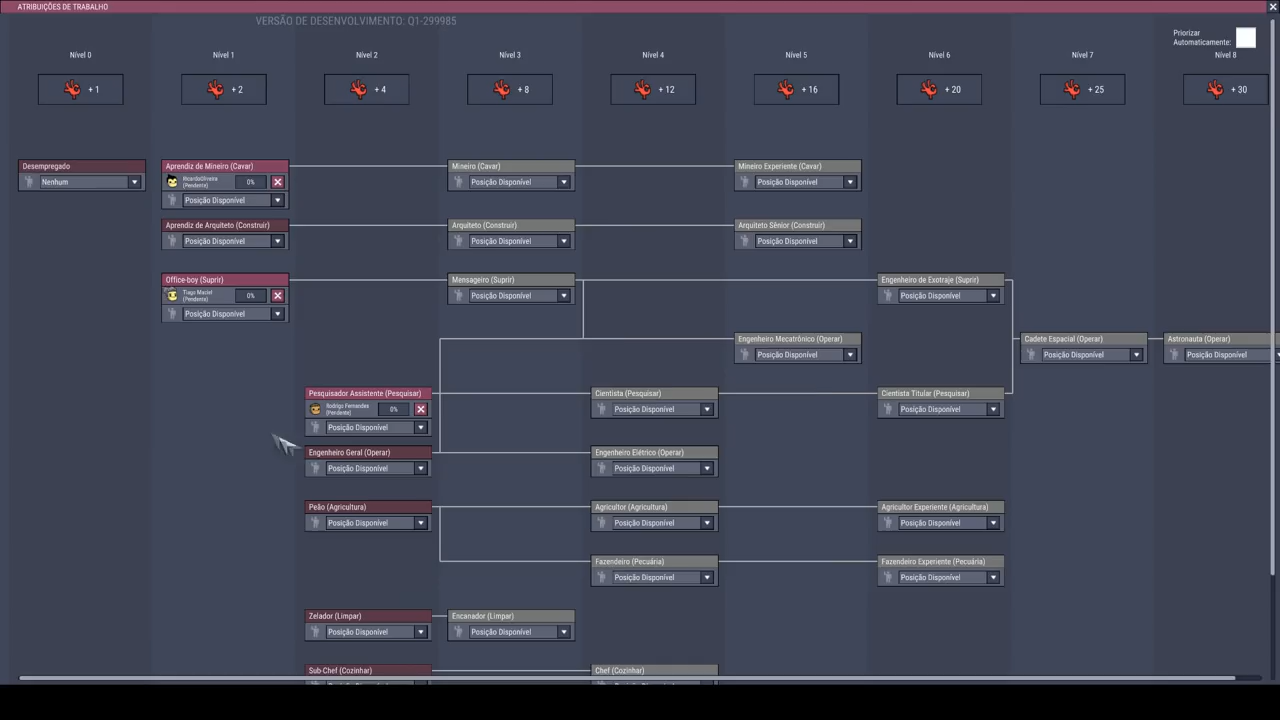 ATRIBUIÇÕES DE TRABALHO
VERSÃO DE DESENVOLVIMENTO: Q1-299985
Priorizar
Automaticamente:
Nível 0
Nível 1
Nível 2
Nível 3
Nível 4
Nível 5
Nível 6
Nível 7
Nível 8
+ 1
+ 2
+ 4
+ 8
+ 12
+ 16
+ 20
+ 25
+ 30
Desempregado
Nenhum
Aprendiz de Mineiro (Cavar)
RicardoOliveira
(Pendente)
0%
Posição Disponível
Mineiro (Cavar)
Posição Disponível
Mineiro Experiente (Cavar)
Posição Disponível
Aprendiz de Arquiteto (Construir)
Posição Disponível
Arquiteto (Construir)
Posição Disponível
Arquiteto Sênior (Construir)
Posição Disponível
Office-boy (Suprir)
Tiago Maciel
(Pendente)
0%
Posição Disponível
Mensageiro (Suprir)
Posição Disponível
Engenheiro de Exotraje (Suprir)
Posição Disponível
Engenheiro Mecatrônico (Operar)
Posição Disponível
Cadete Espacial (Operar)
Posição Disponível
Astronauta (Operar)
Posição Disponível
Pesquisador Assistente (Pesquisar)
Rodrigo Fernandes
(Pendente)
0%
Posição Disponível
Cientista (Pesquisar)
Posição Disponível
Cientista Titular (Pesquisar)
Posição Disponível
Engenheiro Geral (Operar)
Posição Disponível
Engenheiro Elétrico (Operar)
Posição Disponível
Peão (Agricultura)
Posição Disponível
Agricultor (Agricultura)
Posição Disponível
Agricultor Experiente (Agricultura)
Posição Disponível
Fazendeiro (Pecuária)
Posição Disponível
Fazendeiro Experiente (Pecuária)
Posição Disponível
Zelador (Limpar)
Posição Disponível
Encanador (Limpar)
Posição Disponível
Sub-Chef (Cozinhar)
Chef (Cozinhar)